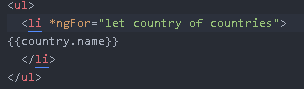 <ul>
<li *ngFor="let country of countries">
{{country.name}}
</li>
</ul>